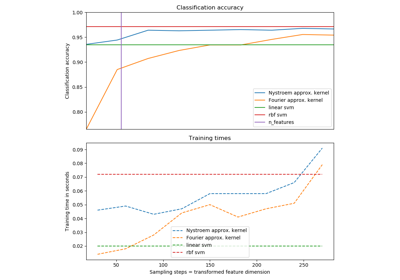 Classification accuracy
1.00
0.95
0.90
0.85
0.80
Classification accuracy
Nystroem approx. kernel
Fourier approx. kernel
linear svm
rbf svm
n_features
Training times
0.09
0.08
0.07
0.06
0.05
0.04
0.03
0.02
Training time in seconds
Nystroem approx. kernel
Fourier approx. kernel
linear svm
rbf svm
50
100
150
200
250
Sampling steps = transformed feature dimension